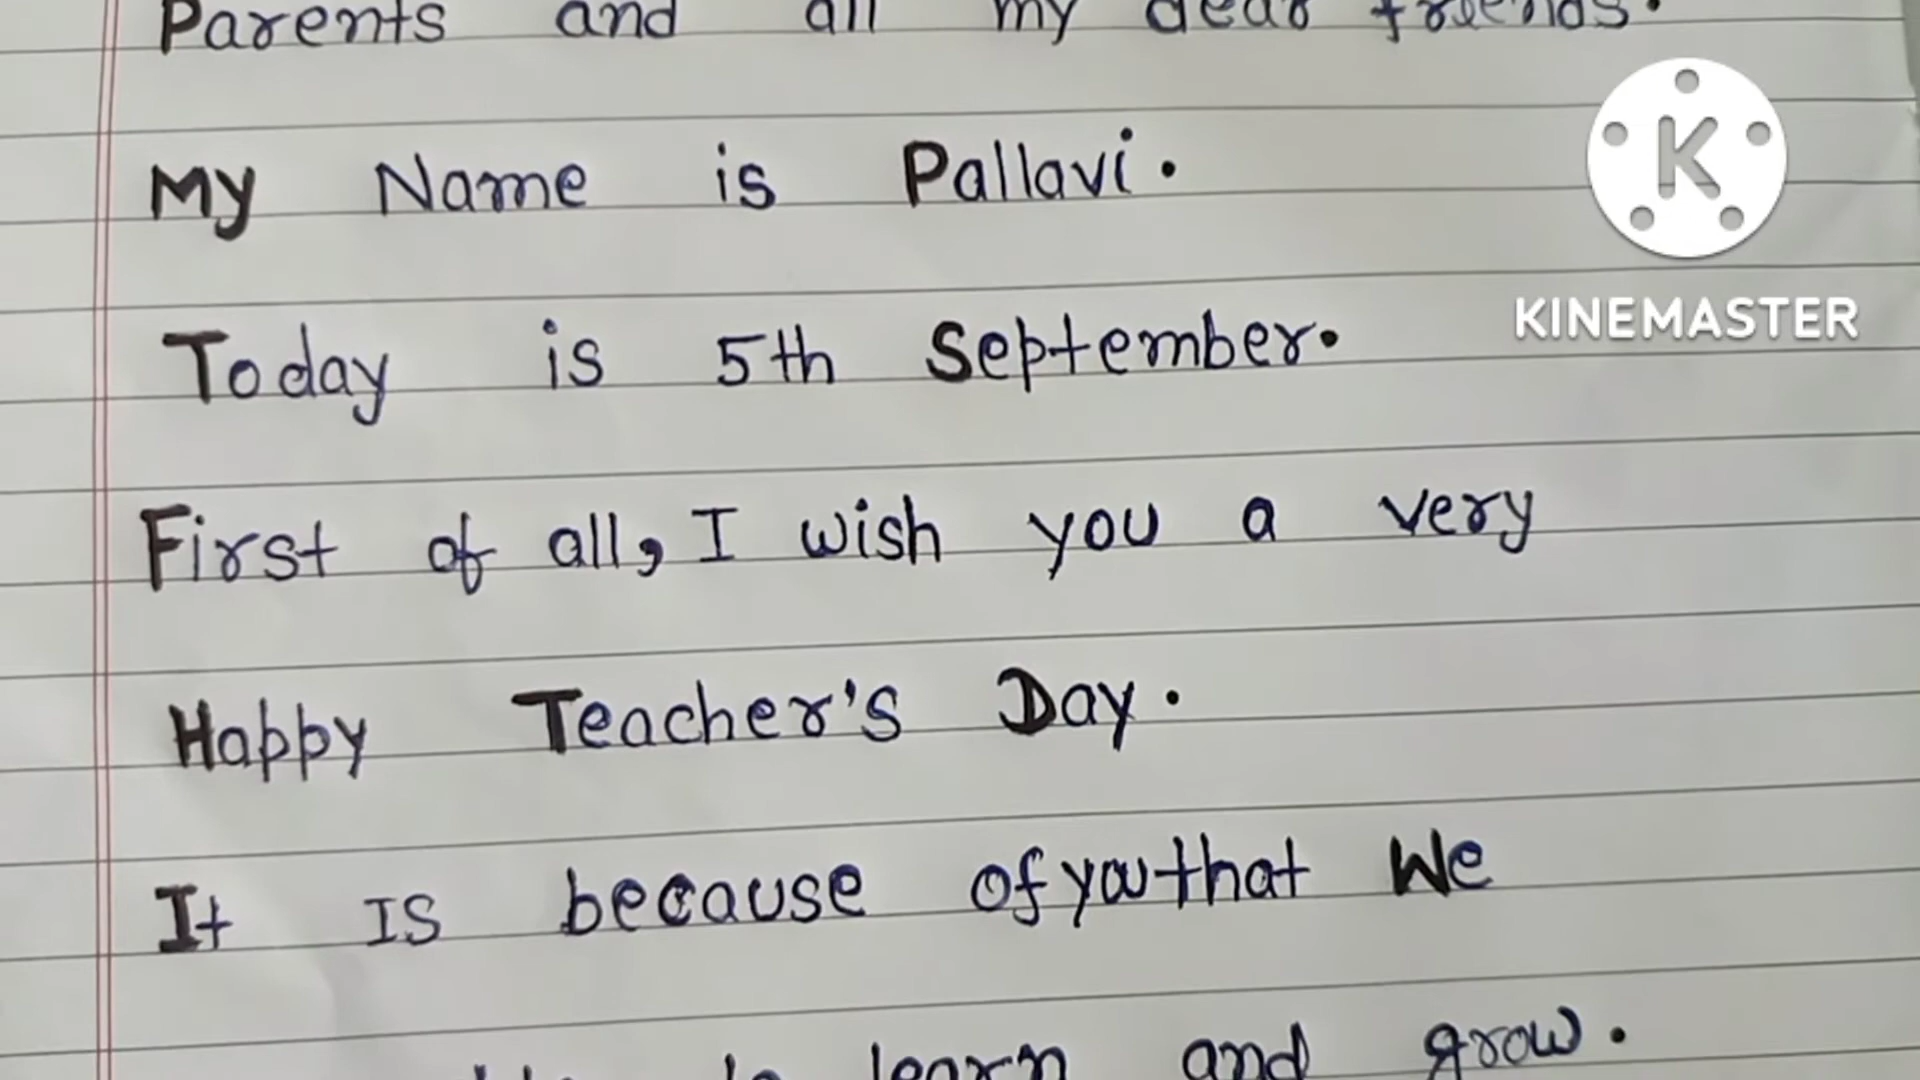 Parents and all my dear friends.
My Name is Pallavi.
Today is 5th September.
First of all, I wish you a very
Happy Teacher's Day.
It IS because of you that We
to learn and grow.
K
KINEMASTER